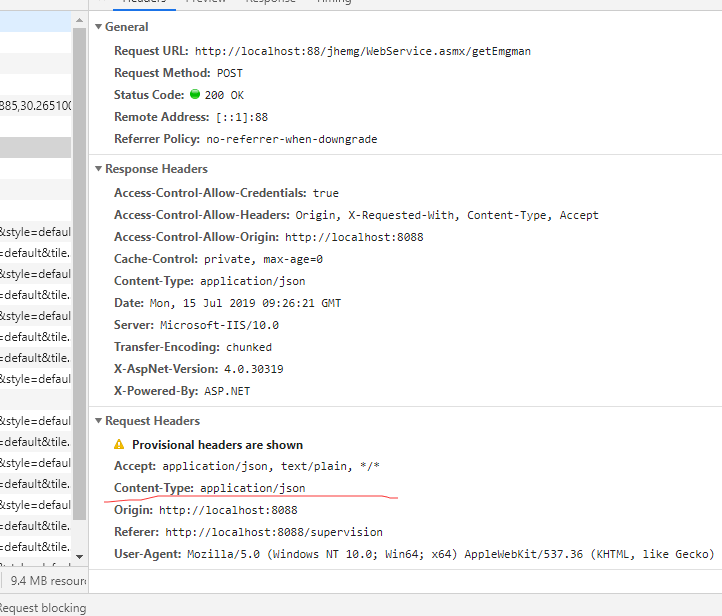 Headers Preview Response Timing
General
Request URL: http://localhost:88/jhemg/WebService.asmx/getEmgman
Request Method: POST
Status Code: 200 OK
885,30.265100
Remote Address: [::1]:88
Referrer Policy: no-referrer-when-downgrade
Response Headers
Access-Control-Allow-Credentials: true
Access-Control-Allow-Headers: Origin, X-Requested-With, Content-Type, Accept
&style=defaul
Access-Control-Allow-Origin: http://localhost:8088
=default&tile.
Cache-Control: private, max-age=0
&style=defaul
Content-Type: application/json
=default&tile.
Date: Mon, 15 Jul 2019 09:26:21 GMT
&style=defaul
Server: Microsoft-IIS/10.0
=default&tile.
Transfer-Encoding: chunked
=default&tile.
X-AspNet-Version: 4.0.30319
&style=defaul
X-Powered-By: ASP.NET
&style=defaul
Request Headers
=default&tile.
Provisional headers are shown
&style=defaul
Accept: application/json, text/plain, */*
=default&tile.
Content-Type: application/json
&style=defaul
Origin: http://localhost:8088
=default&tile.
Referer: http://localhost:8088/supervision
=default&tile.
User-Agent: Mozilla/5.0 (Windows NT 10.0; Win64; x64) AppleWebKit/537.36 (KHTML, like Gecko)
9.4 MB resour
Request blocking